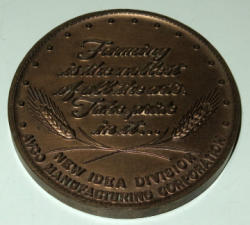 Farming
is the noblest
of all the arts.
Take pride
in it...
NEW IDEA DIVISION
AVCO MANUFACTURING CORPORATION